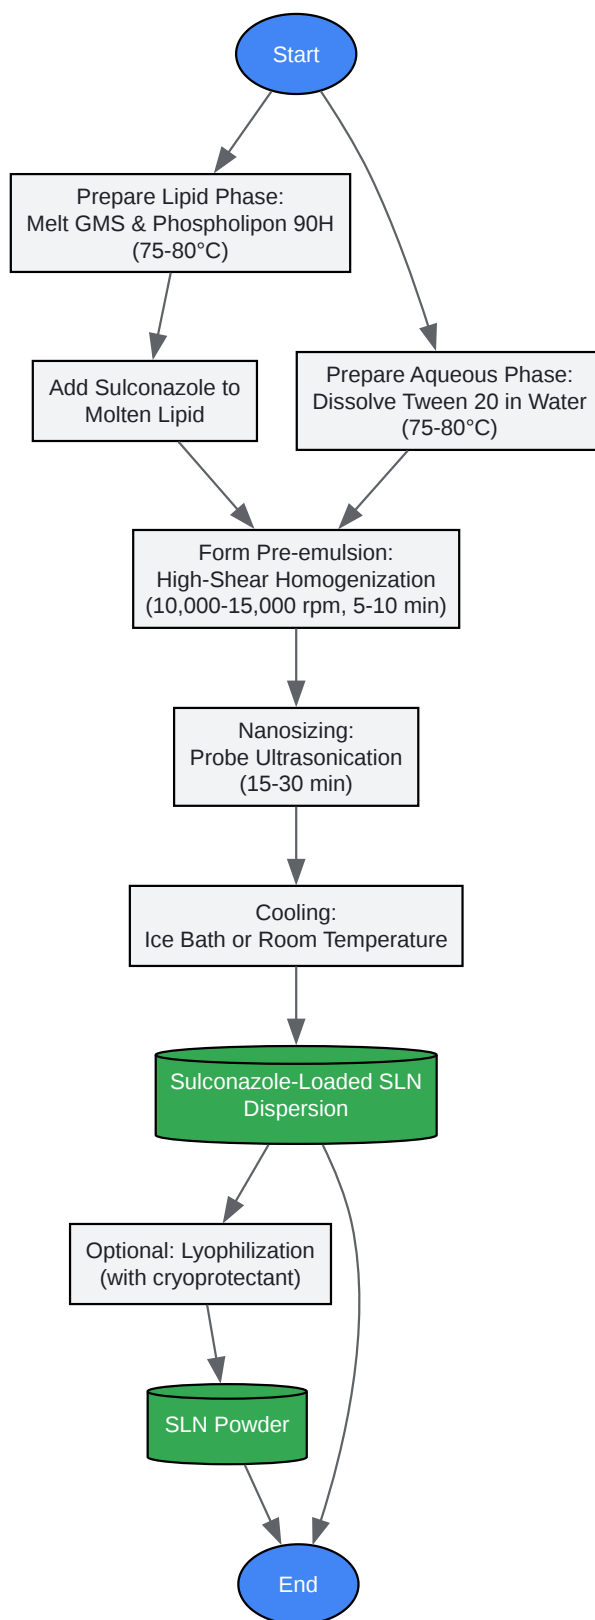 Start
Prepare Lipid Phase:
Melt GMS & Phospholipon 90H
(75-80°C)
Add Sulconazole to
Molten Lipid
Prepare Aqueous Phase:
Dissolve Tween 20 in Water
(75-80°C)
Form Pre-emulsion:
High-Shear Homogenization
(10,000-15,000 rpm, 5-10 min)
Nanosizing:
Probe Ultrasonication
(15-30 min)
Cooling:
Ice Bath or Room Temperature
Sulconazole-Loaded SLN
Dispersion
Optional: Lyophilization
(with cryoprotectant)
SLN Powder
End